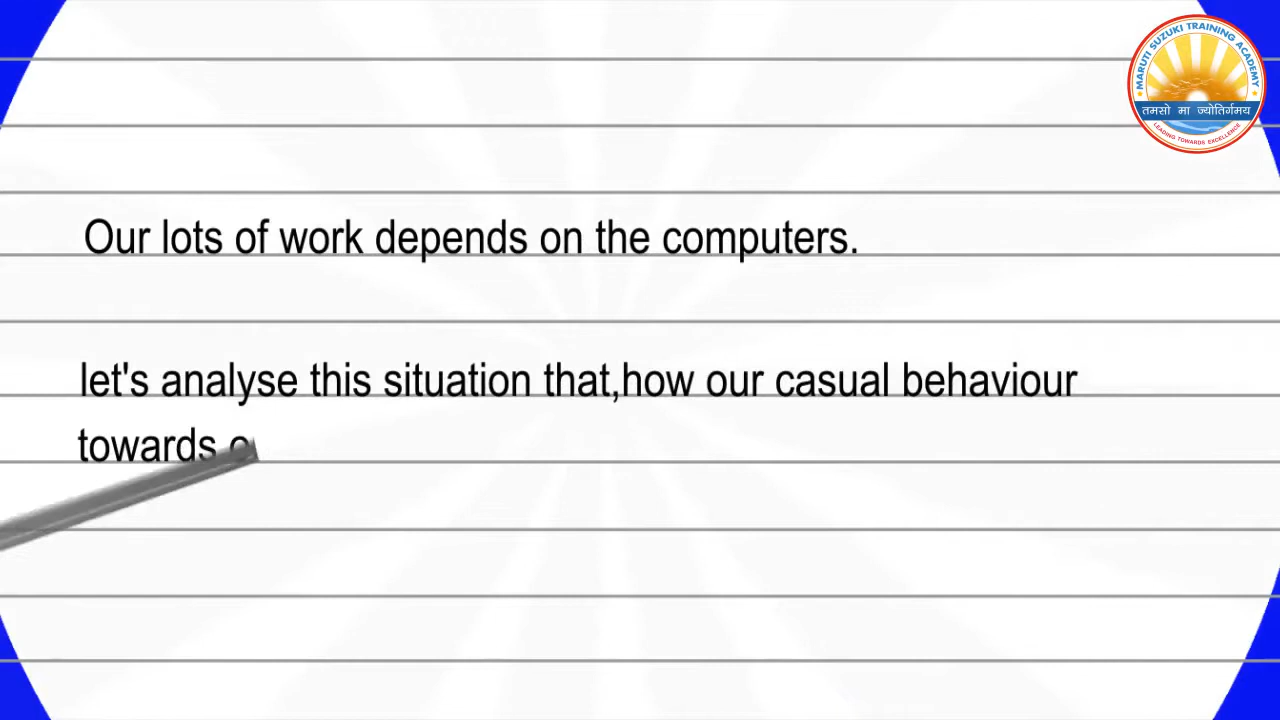 MARUTI SUZUKI TRAINING ACADEMY
तमसो मा ज्योतिर्गमय
LEADING TOWARDS EXCELLENCE
Our lots of work depends on the computers.
let's analyse this situation that,how our casual behaviour
towards